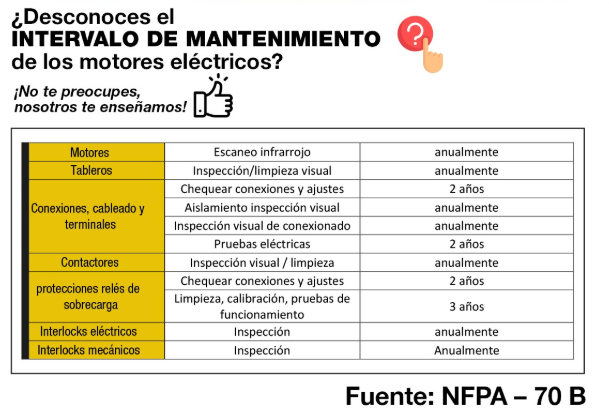 ¿Desconoces el
INTERVALO DE MANTENIMIENTO
de los motores eléctricos?
?
¡No te preocupes,
nosotros te enseñamos!
Motores Escaneo infrarrojo anualmente
Tableros Inspección/limpieza visual anualmente
Conexiones, cableado y
terminales
Chequear conexiones y ajustes 2 años
Aislamiento inspección visual anualmente
Inspección visual de conexionado anualmente
Pruebas eléctricas 2 años
Contactores Inspección visual / limpieza anualmente
protecciones relés de
sobrecarga
Chequear conexiones y ajustes 2 años
Limpieza, calibración, pruebas de
funcionamiento
3 años
Interlocks eléctricos Inspección anualmente
Interlocks mecánicos Inspección Anualmente
Fuente: NFPA – 70 B